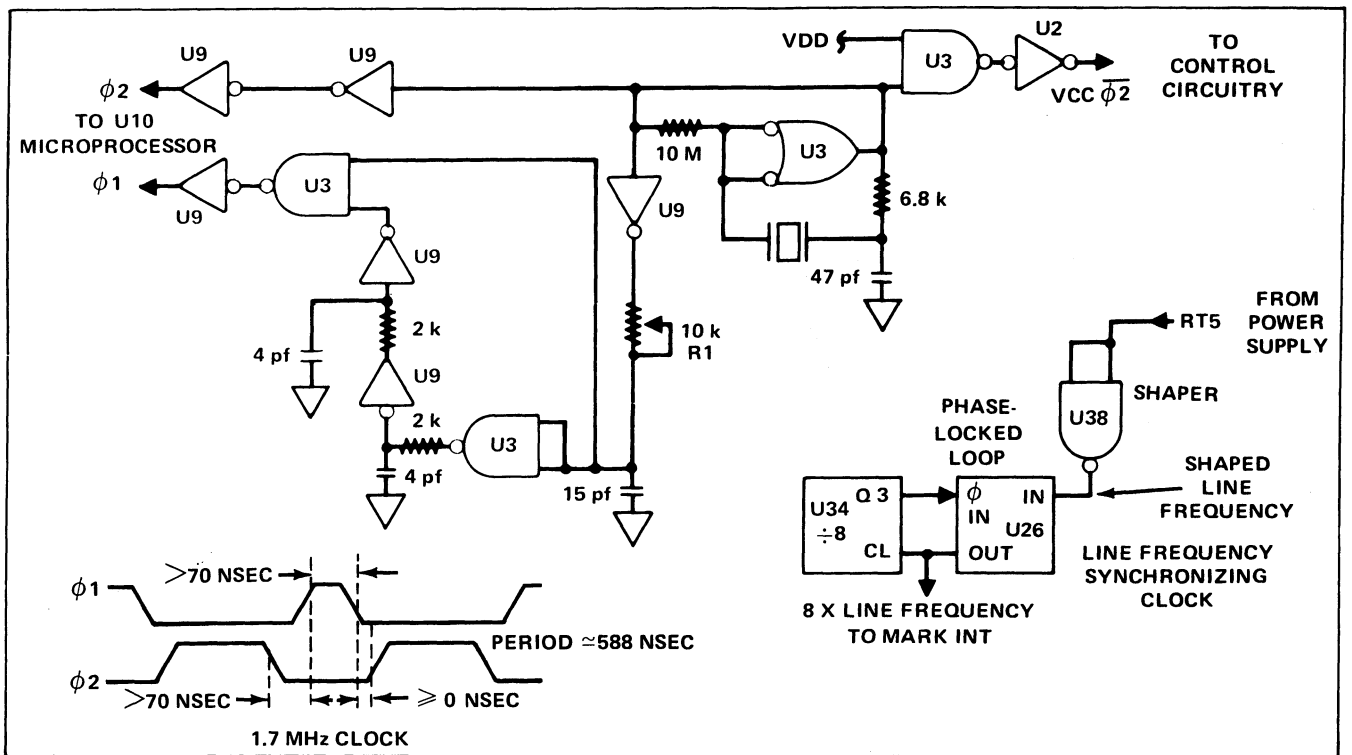 VDD
U3
U2
TO
CONTROL
CIRCUITRY
VCC φ2
U9
U9
φ2
TO U10
MICROPROCESSOR
φ1
U9
U3
10 M
U3
U9
6.8 k
47 pf
U9
2 k
4 pf
U9
2 k
U3
4 pf
10 k
R1
15 pf
FROM
POWER
SUPPLY
RT5
SHAPER
U38
PHASE-
LOCKED
LOOP
SHAPED
LINE
FREQUENCY
Q 3
φ
IN
IN
U34
÷8
U26
CL
OUT
LINE FREQUENCY
SYNCHRONIZING
CLOCK
8 X LINE FREQUENCY
TO MARK INT
>70 NSEC
φ1
PERIOD ≃588 NSEC
φ2
>70 NSEC
⩾ 0 NSEC
1.7 MHz CLOCK